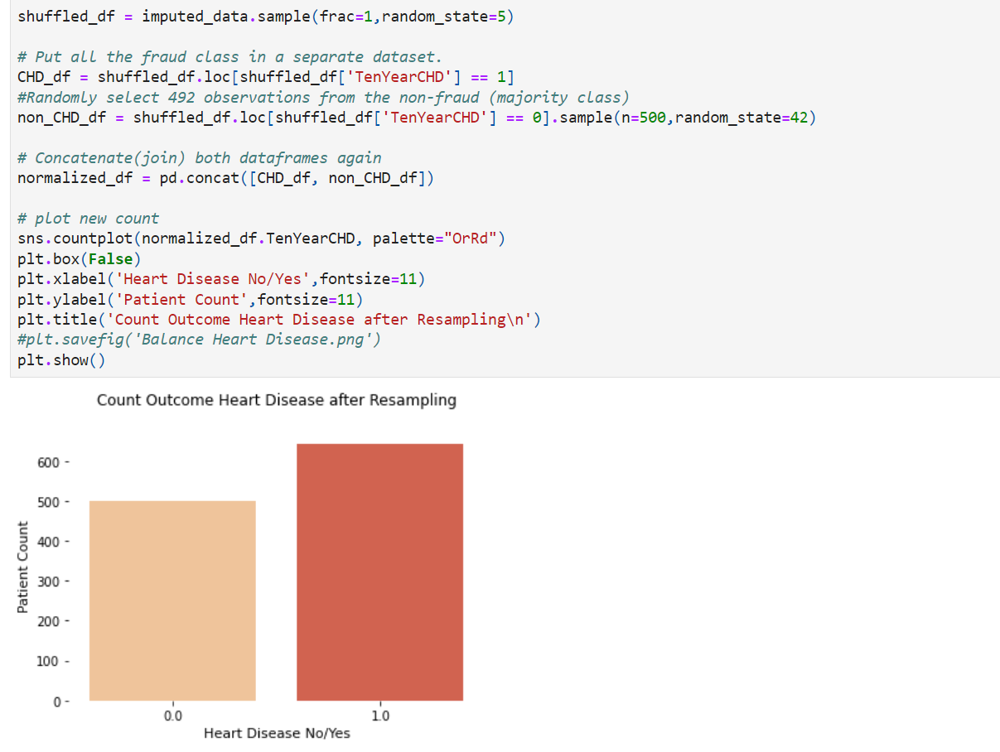 shuffled_df = imputed_data.sample(frac=1,random_state=5)
# Put all the fraud class in a separate dataset.
CHD_df = shuffled_df.loc[shuffled_df['TenYearCHD'] == 1]
#Randomly select 492 observations from the non-fraud (majority class)
non_CHD_df = shuffled_df.loc[shuffled_df['TenYearCHD'] == 0].sample(n=500,random_state=42)
# Concatenate(join) both dataframes again
normalized_df = pd.concat([CHD_df, non_CHD_df])
# plot new count
sns.countplot(normalized_df.TenYearCHD, palette="OrRd")
plt.box(False)
plt.xlabel('Heart Disease No/Yes',fontsize=11)
plt.ylabel('Patient Count',fontsize=11)
plt.title('Count Outcome Heart Disease after Resampling\n')
#plt.savefig('Balance Heart Disease.png')
plt.show()
Count Outcome Heart Disease after Resampling
600
500
400
300
200
100
0
Patient Count
0.0 1.0
Heart Disease No/Yes